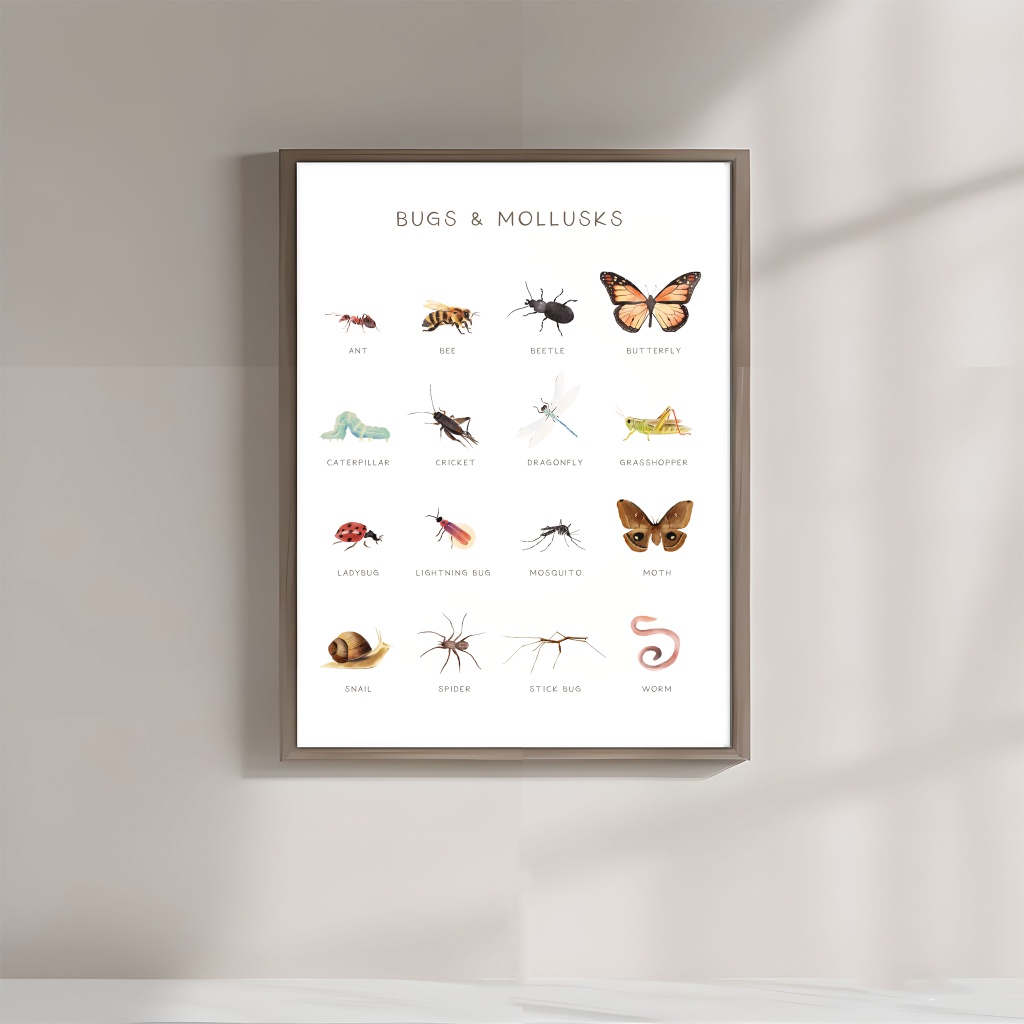 BUGS & MOLLUSKS
ANT BEE BEETLE BUTTERFLY
CATERPILLAR CRICKET DRAGONFLY GRASSHOPPER
LADYBUG LIGHTNING BUG MOSQUITO MOTH
SNAIL SPIDER STICK BUG WORM